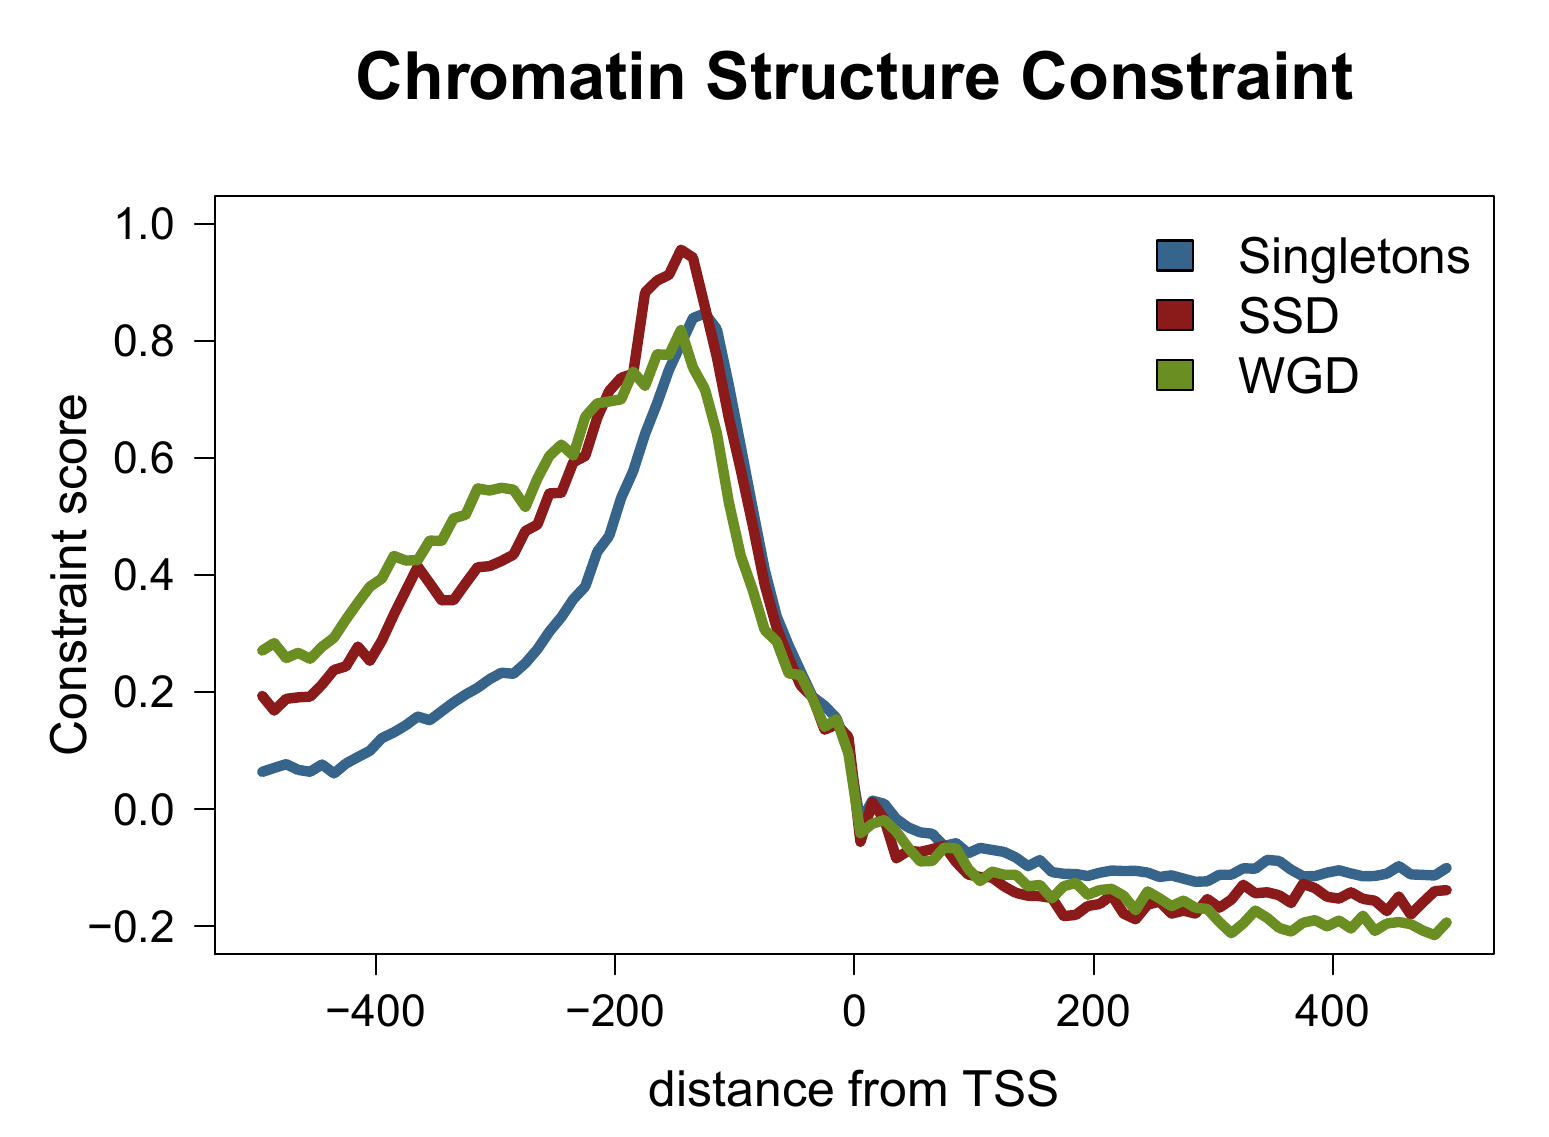 Chromatin Structure Constraint
Singletons
SSD
WGD
Constraint score
1.0
0.8
0.6
0.4
0.2
0.0
−0.2
−400 −200 0 200 400
distance from TSS